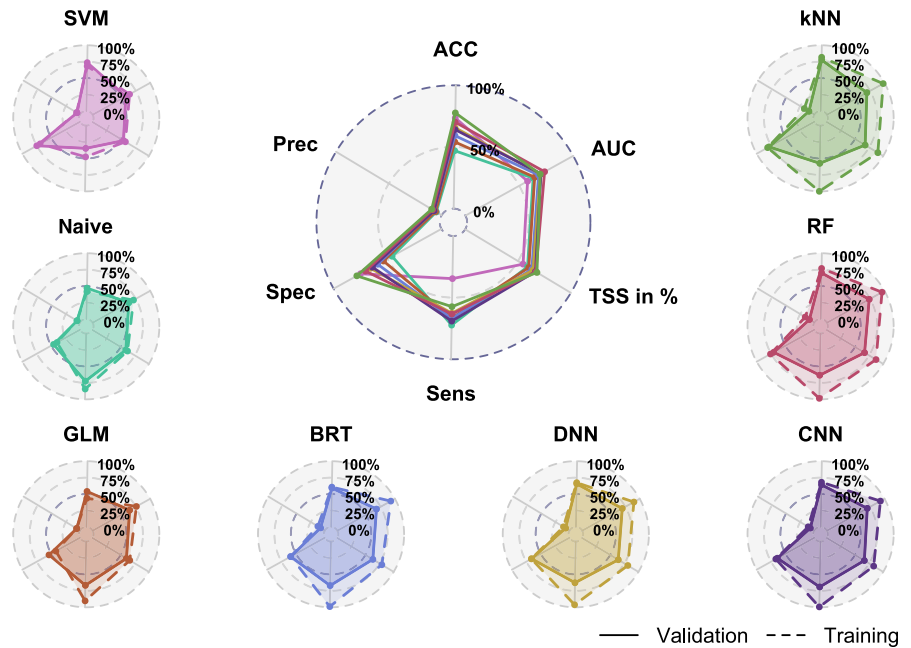 SVM
100%
75%
50%
25%
0%
ACC
100%
50%
0%
AUC
TSS in %
Sens
Spec
Prec
kNN
100%
75%
50%
25%
0%
Naive
100%
75%
50%
25%
0%
RF
100%
75%
50%
25%
0%
GLM
100%
75%
50%
25%
0%
BRT
100%
75%
50%
25%
0%
DNN
100%
75%
50%
25%
0%
CNN
100%
75%
50%
25%
0%
Validation
Training